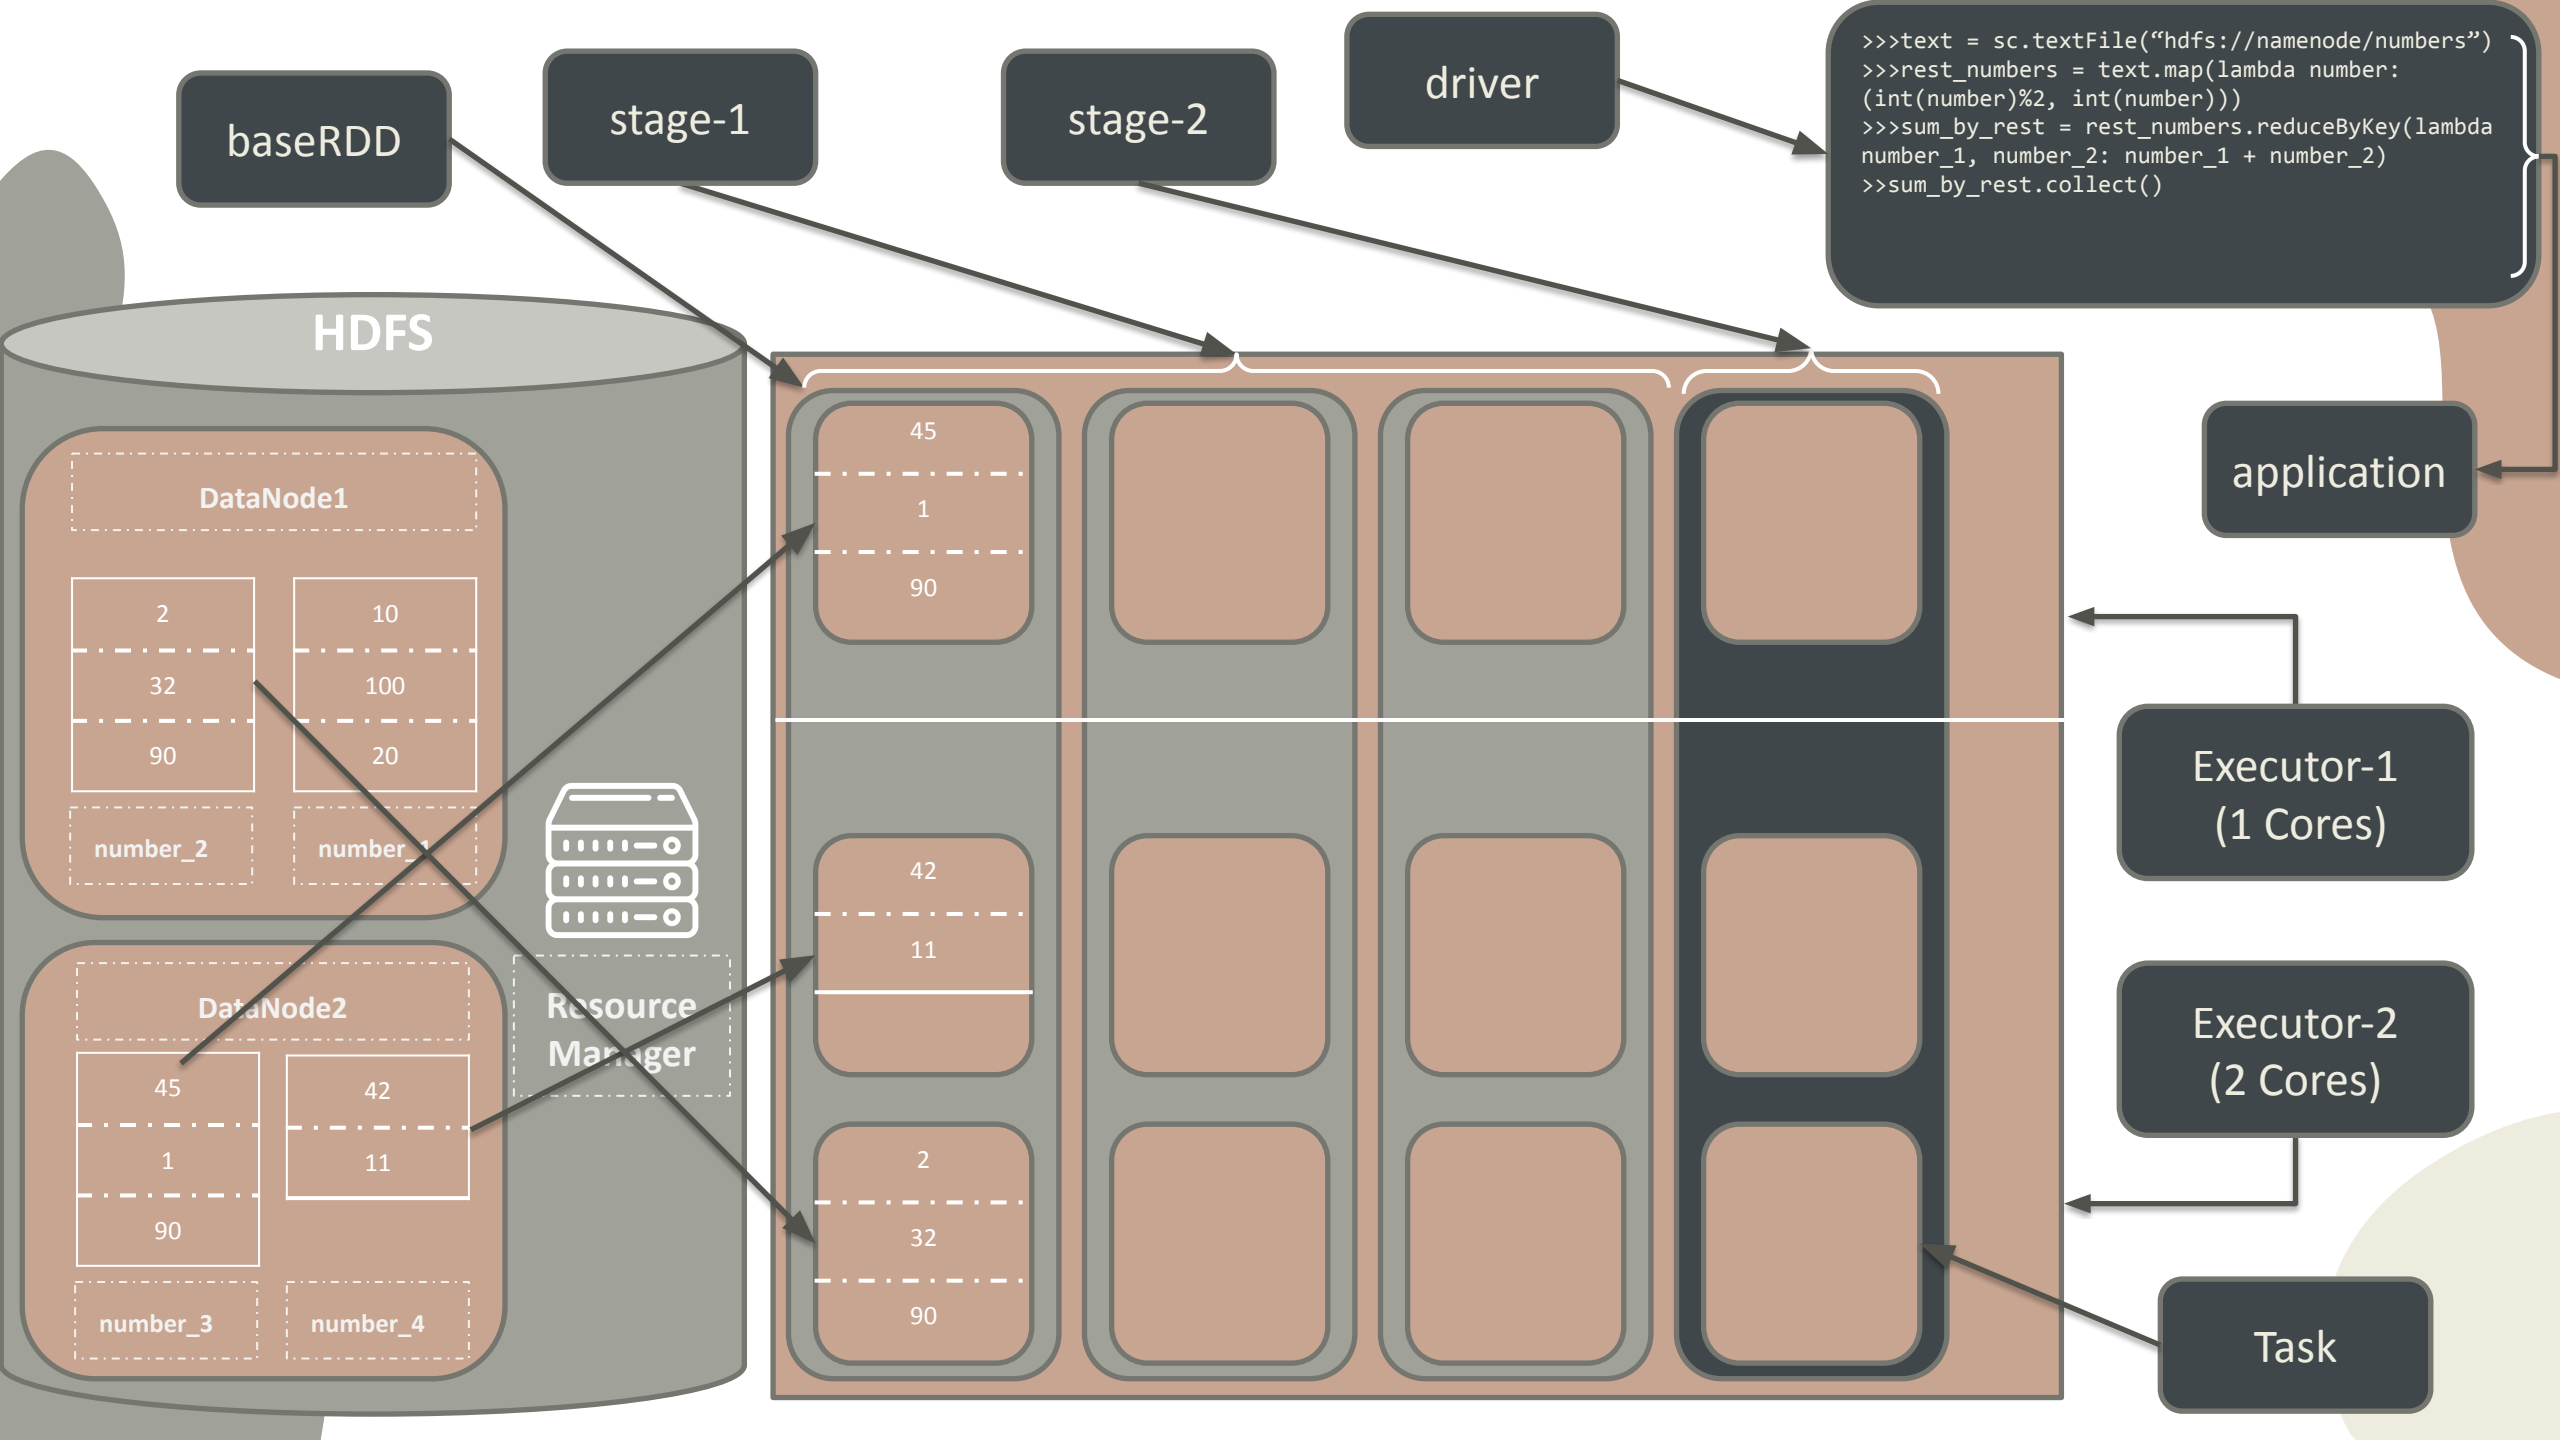 baseRDD
stage-1
stage-2
driver
>>>text = sc.textFile(“hdfs://namenode/numbers”)
>>>rest_numbers = text.map(lambda number:
(int(number)%2, int(number)))
>>>sum_by_rest = rest_numbers.reduceByKey(lambda
number_1, number_2: number_1 + number_2)
>>sum_by_rest.collect()
HDFS
DataNode1
2
32
90
number_2
10
100
20
number_1
DataNode2
45
1
90
number_3
42
11
number_4
Resource
Manager
45
1
90
42
11
2
32
90
application
Executor-1
(1 Cores)
Executor-2
(2 Cores)
Task